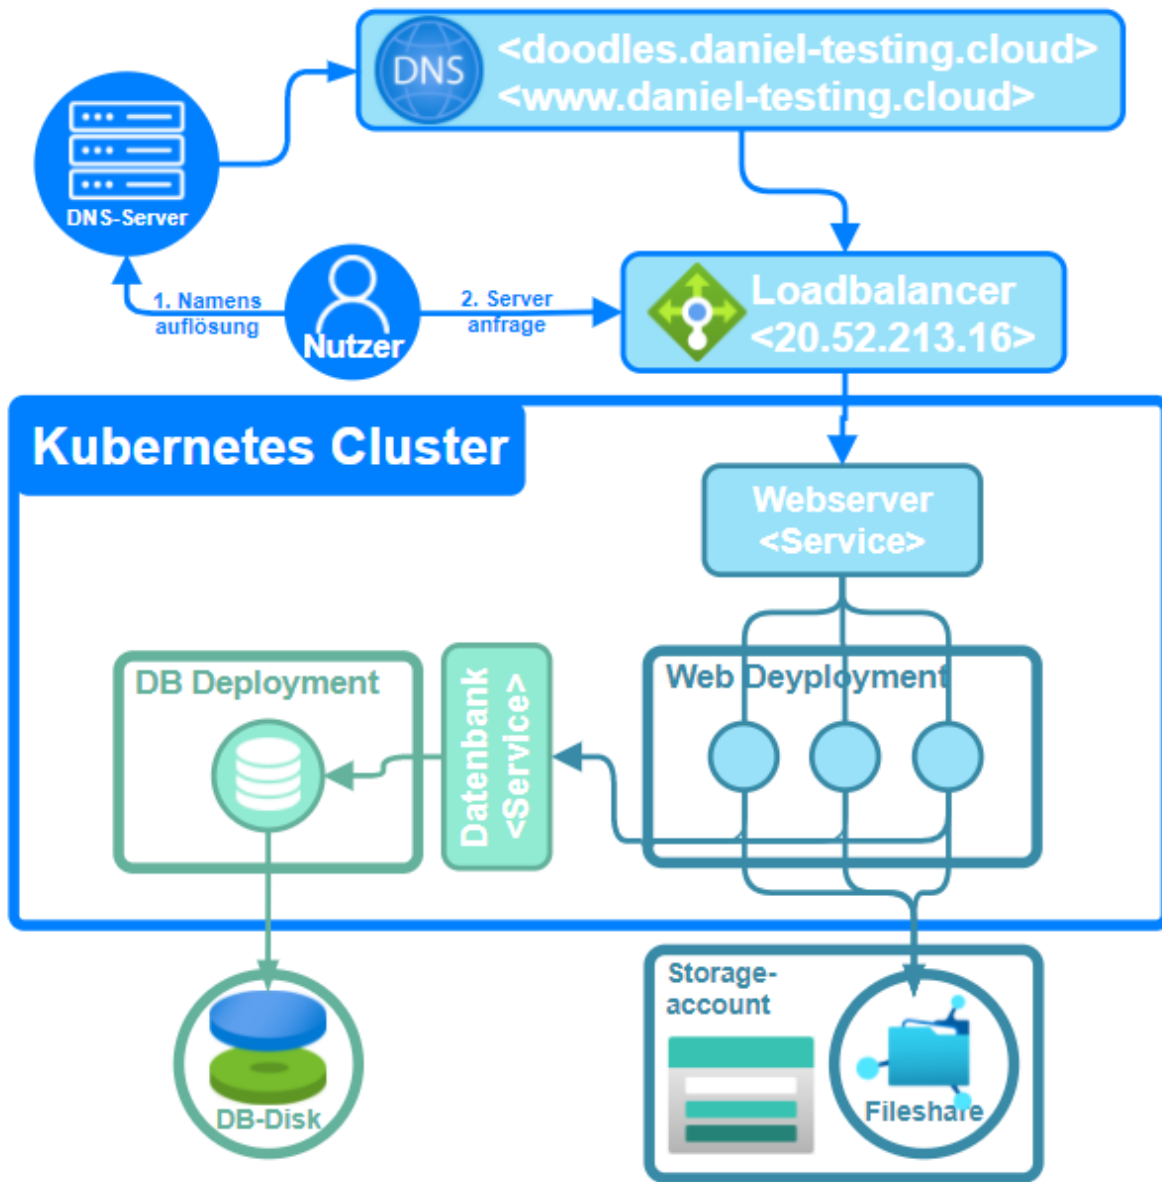 DNS
<doodles.daniel-testing.cloud>
<www.daniel-testing.cloud>
DNS-Server
1. Namens
auflösung
Nutzer
2. Server
anfrage
Loadbalancer
<20.52.213.16>
Kubernetes Cluster
Webserver
<Service>
DB Deployment
Datenbank
<Service>
Web Deyployment
DB-Disk
Storage-
account
Fileshare